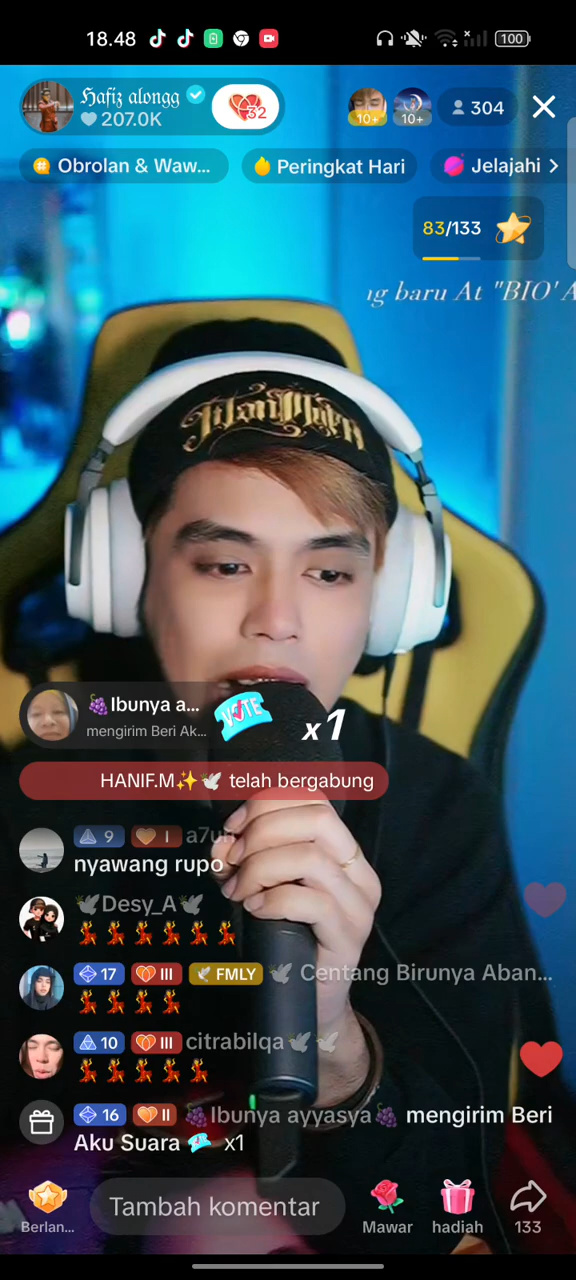 18.48
100
Hafiz alongg
207.0K
32
10+
10+
304
Obrolan & Waw...
Peringkat Hari
Jelajahi
83/133
ng baru At "BIO' A
VOTE
Ibunya a...
mengirim Beri Ak...
x1
HANIF.M✨🕊 telah bergabung
9 I
nyawang rupo
🕊Desy_A🕊
💃💃💃💃💃💃
17 III FMLY 🕊 Centang Birunya Aban...
💃💃💃💃
10 III citrabilqa🕊🕊
💃💃💃💃💃
16 II 🍇Ibunya ayyasya🍇 mengirim Beri
Aku Suara x1
Berlan...
Tambah komentar
Mawar
hadiah
133